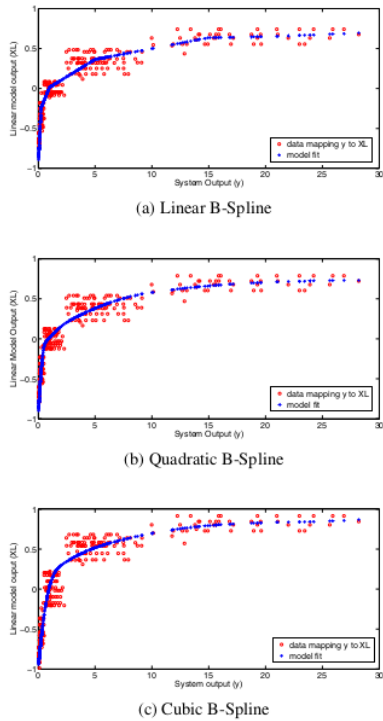 1
0.5
0
−0.5
−1
0
5
10
15
20
25
30
Linear model output (XL)
System Output (y)
data mapping y to XL
model fit
(a) Linear B-Spline
1
0.5
0
−0.5
−1
0
5
10
15
20
25
30
Linear Model Output (XL)
System Output (y)
data mapping y to XL
model fit
(b) Quadratic B-Spline
1
0.5
0
−0.5
−1
0
5
10
15
20
25
30
Linear model ouput (XL)
System output (y)
data mapping y to XL
model fit
(c) Cubic B-Spline